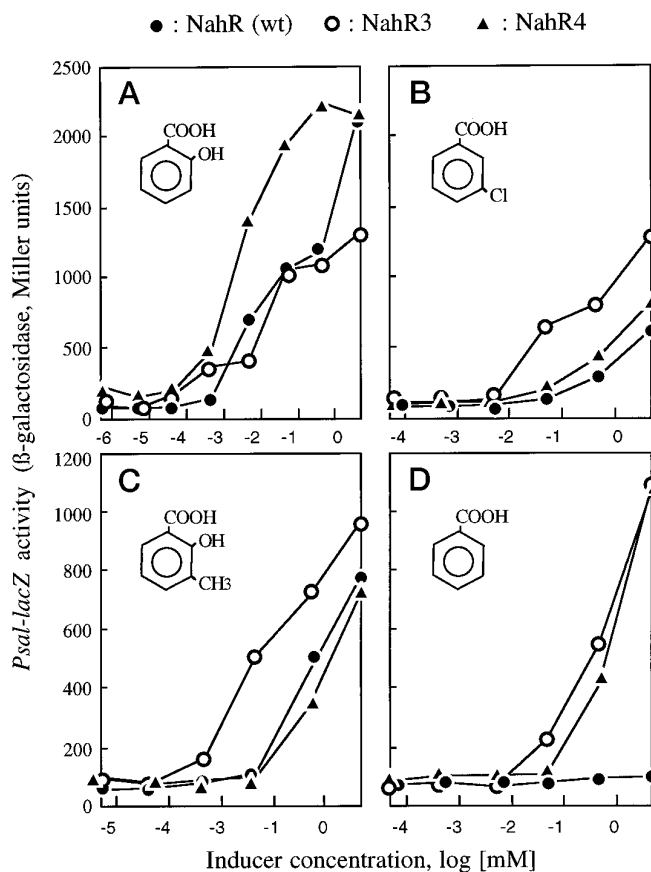 ● : NahR (wt) ○ : NahR3 ▲ : NahR4
Psal-lacZ activity (ß-galactosidase, Miller units)
A
COOH
OH
2500
2000
1500
1000
500
0
-6 -5 -4 -3 -2 -1 0
B
COOH
Cl
-4 -3 -2 -1 0
C
COOH
OH
CH3
1200
1000
800
600
400
200
0
-5 -4 -3 -2 -1 0
D
COOH
-4 -3 -2 -1 0
Inducer concentration, log [mM]